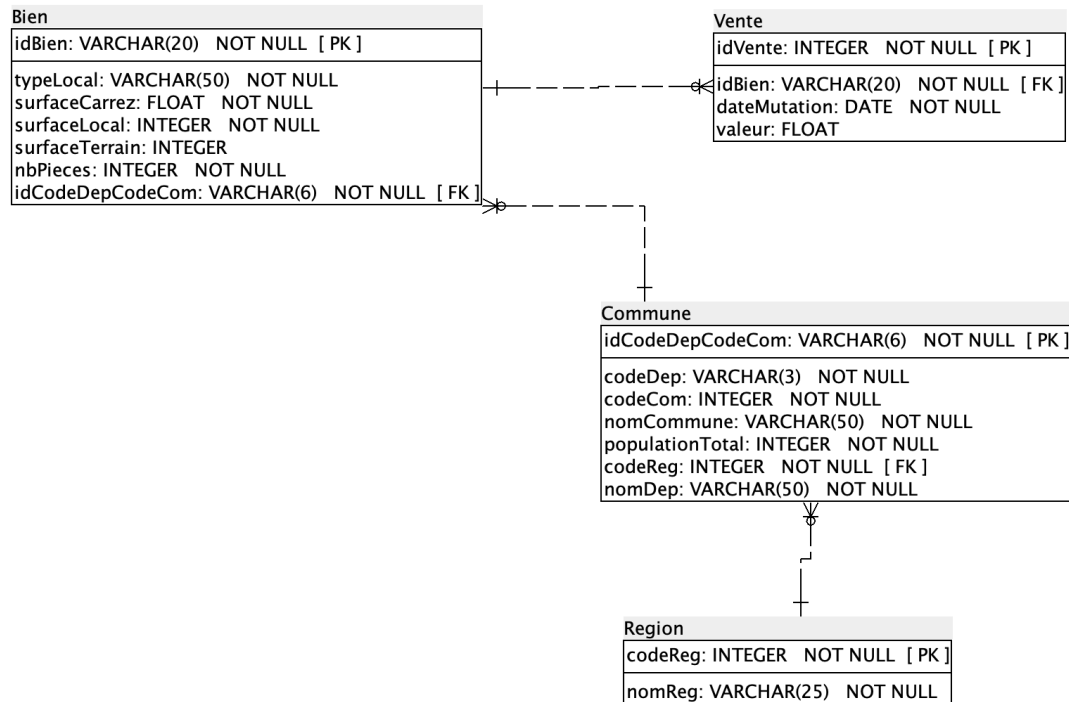 Bien
idBien: VARCHAR(20) NOT NULL [ PK ]
typeLocal: VARCHAR(50) NOT NULL
surfaceCarrez: FLOAT NOT NULL
surfaceLocal: INTEGER NOT NULL
surfaceTerrain: INTEGER
nbPieces: INTEGER NOT NULL
idCodeDepCodeCom: VARCHAR(6) NOT NULL [ FK ]
Vente
idVente: INTEGER NOT NULL [ PK ]
idBien: VARCHAR(20) NOT NULL [ FK ]
dateMutation: DATE NOT NULL
valeur: FLOAT
Commune
idCodeDepCodeCom: VARCHAR(6) NOT NULL [ PK ]
codeDep: VARCHAR(3) NOT NULL
codeCom: INTEGER NOT NULL
nomCommune: VARCHAR(50) NOT NULL
populationTotal: INTEGER NOT NULL
codeReg: INTEGER NOT NULL [ FK ]
nomDep: VARCHAR(50) NOT NULL
Region
codeReg: INTEGER NOT NULL [ PK ]
nomReg: VARCHAR(25) NOT NULL